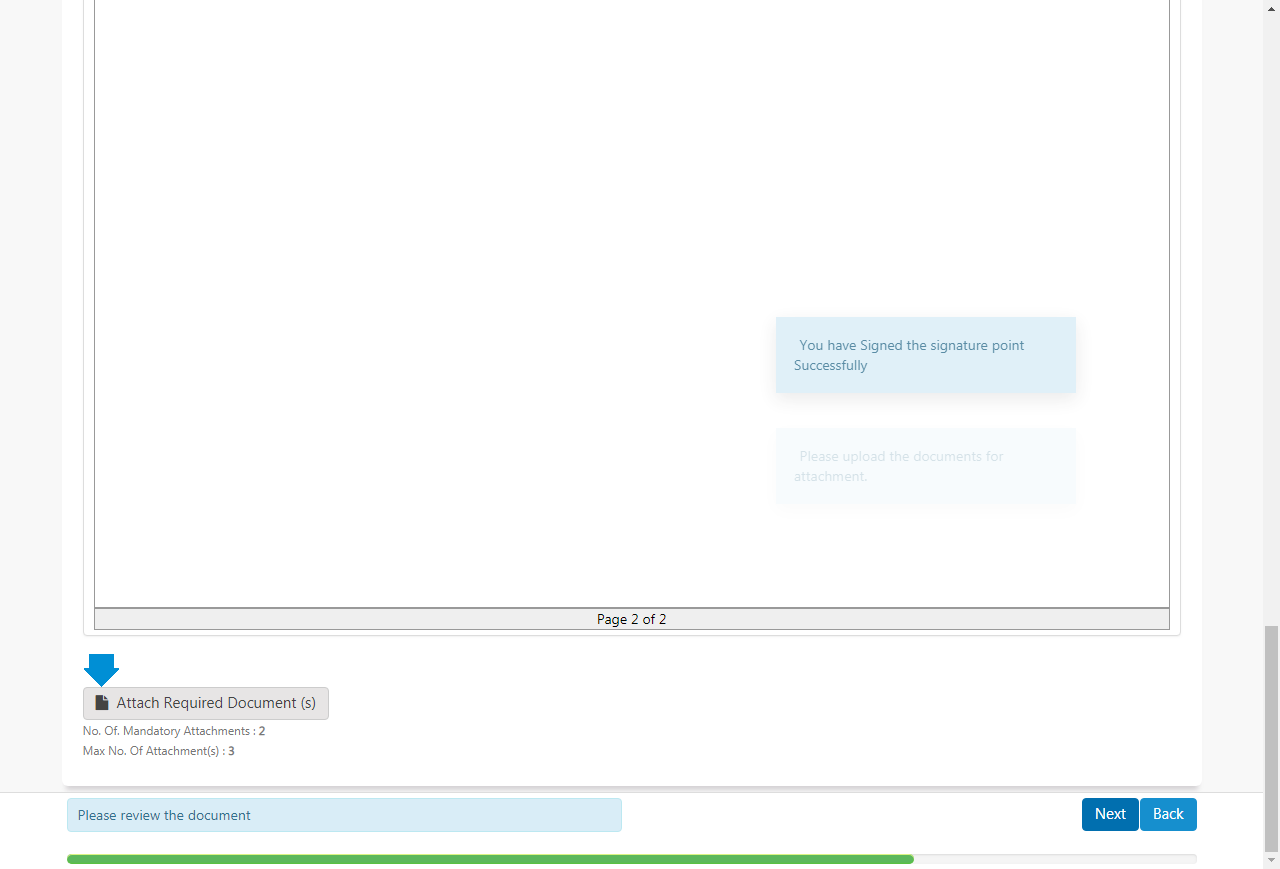 You have Signed the signature point
Successfully
Please upload the documents for
attachment.
Page 2 of 2
Attach Required Document (s)
No. Of. Mandatory Attachments : 2
Max No. Of Attachment(s) : 3
Please review the document
Next
Back